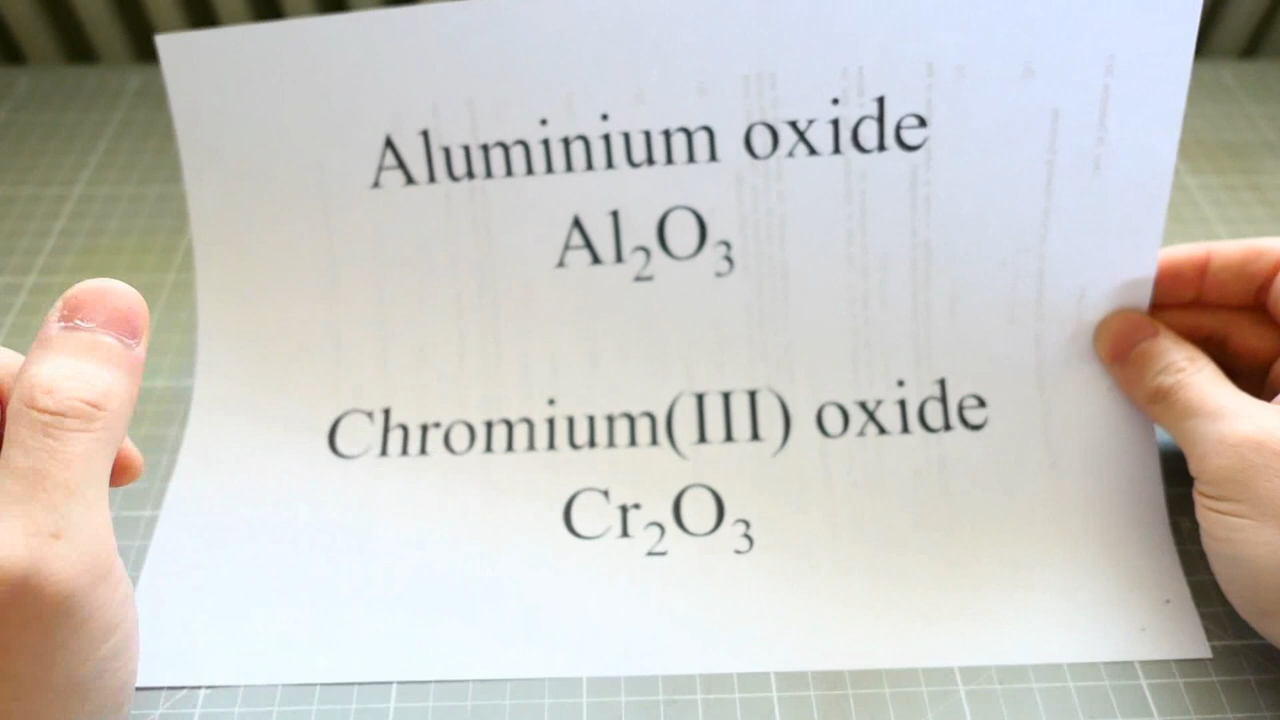 Aluminium oxide
Al₂O₃
Chromium(III) oxide
Cr₂O₃